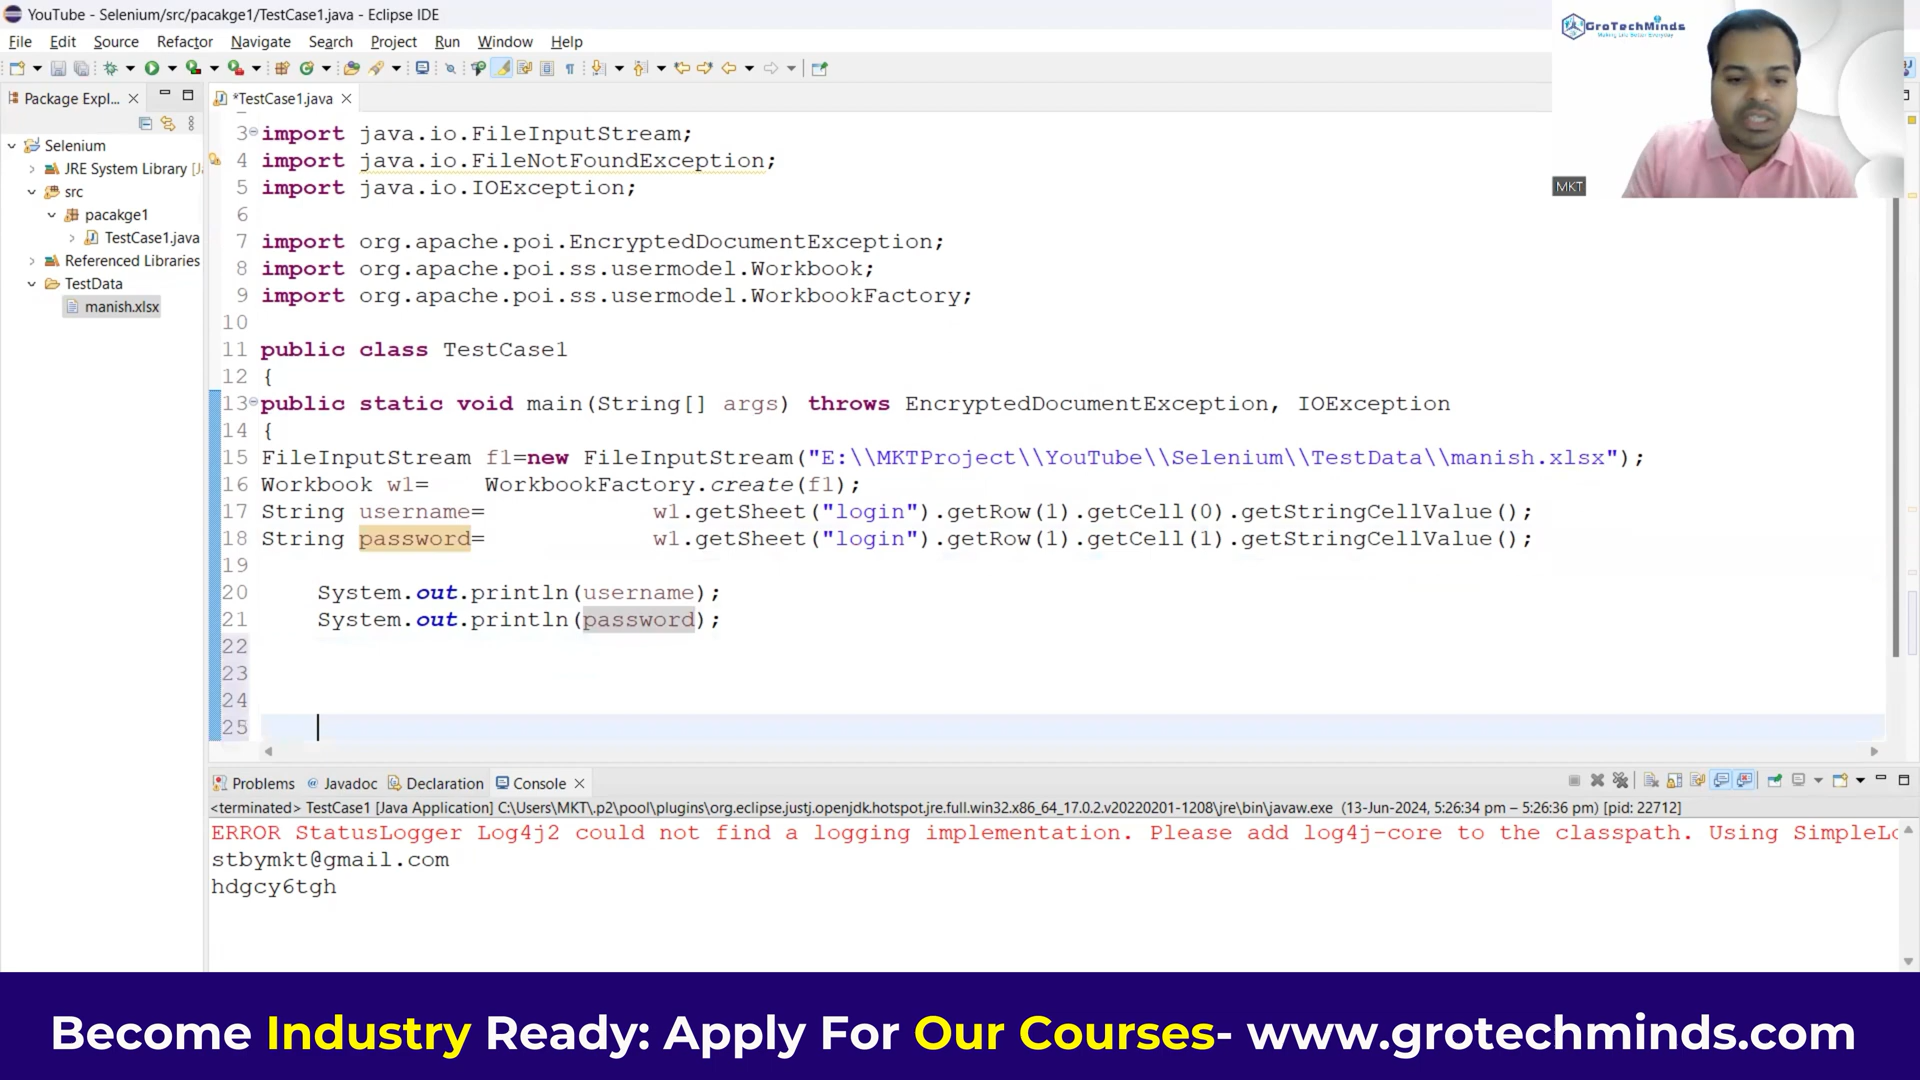 YouTube - Selenium/src/pacakge1/TestCase1.java - Eclipse IDE
File Edit Source Refactor Navigate Search Project Run Window Help
GroTechMinds
Making Life Better Everyday
MKT
Package Expl...
Selenium
JRE System Library [J
src
pacakge1
TestCase1.java
Referenced Libraries
TestData
manish.xlsx
*TestCase1.java
3 import java.io.FileInputStream;
4 import java.io.FileNotFoundException;
5 import java.io.IOException;
6
7 import org.apache.poi.EncryptedDocumentException;
8 import org.apache.poi.ss.usermodel.Workbook;
9 import org.apache.poi.ss.usermodel.WorkbookFactory;
10
11 public class TestCase1
12 {
13 public static void main(String[] args) throws EncryptedDocumentException, IOException
14 {
15 FileInputStream f1=new FileInputStream("E:\\MKTProject\\YouTube\\Selenium\\TestData\\manish.xlsx");
16 Workbook w1= WorkbookFactory.create(f1);
17 String username= w1.getSheet("login").getRow(1).getCell(0).getStringCellValue();
18 String password= w1.getSheet("login").getRow(1).getCell(1).getStringCellValue();
19
20 System.out.println(username);
21 System.out.println(password);
22
23
24
25
Problems Javadoc Declaration Console
<terminated> TestCase1 [Java Application] C:\Users\MKT\.p2\pool\plugins\org.eclipse.justj.openjdk.hotspot.jre.full.win32.x86_64_17.0.2.v20220201-1208\jre\bin\javaw.exe (13-Jun-2024, 5:26:34 pm – 5:26:36 pm) [pid: 22712]
ERROR StatusLogger Log4j2 could not find a logging implementation. Please add log4j-core to the classpath. Using SimpleLo
stbymkt@gmail.com
hdgcy6tgh
Become Industry Ready: Apply For Our Courses- www.grotechminds.com